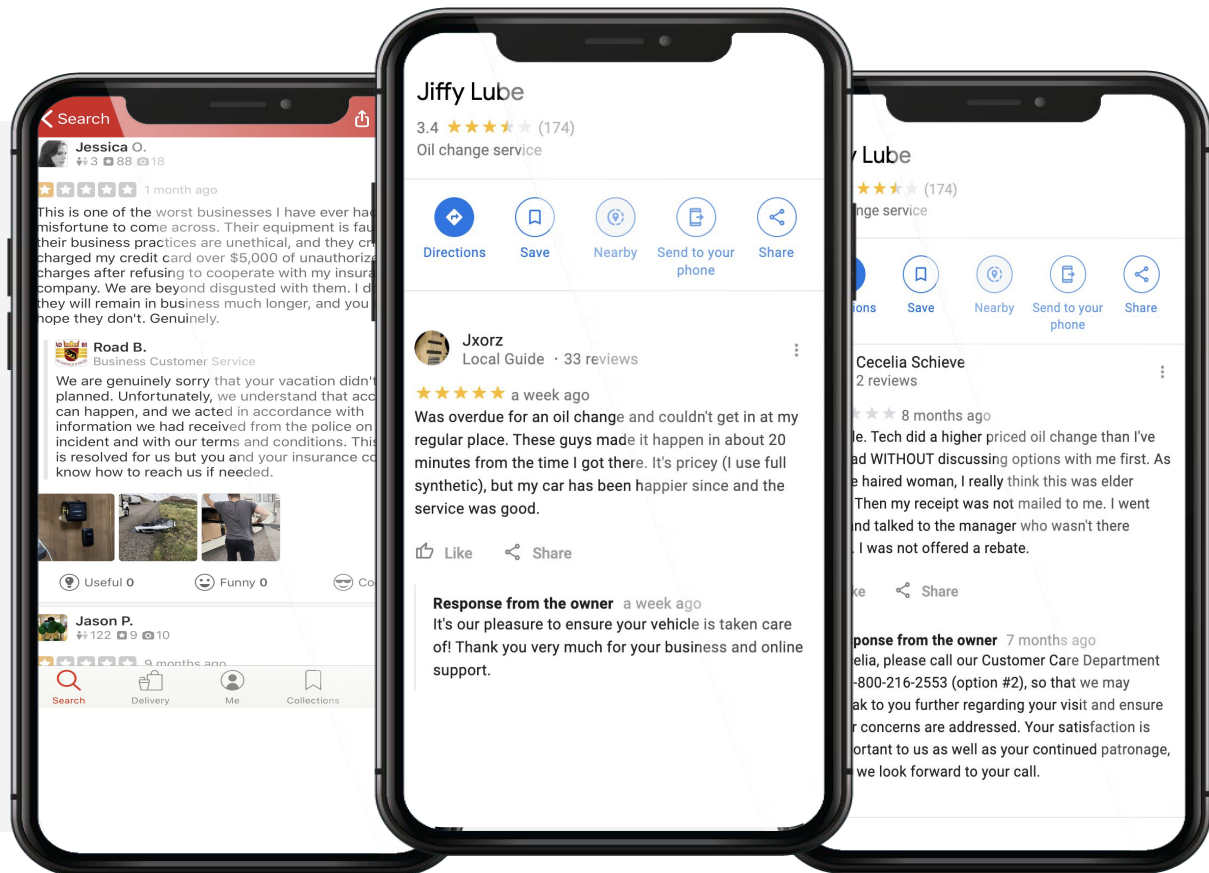 Search
Jessica O.
3 88 18
1 month ago
This is one of the worst businesses I have ever
misfortune to come across. Their equipment is
their business practices are unethical, and they
charged my credit card over $5,000 of
charges after refusing to cooperate with my
company. We are beyond disgusted with them. I
they will remain in business much longer, and you
hope they don't. Genuinely.
Road B.
Business Customer Service
We are genuinely sorry that your vacation didn't
planned. Unfortunately, we understand that
can happen, and we acted in accordance with
information we had received from the police on
incident and with our terms and conditions.
is resolved for us but you and your insurance
know how to reach us if needed.
Useful 0
Funny 0
Jason P.
122 9 10
9 months ago
Search
Delivery
Me
Collections
Jiffy Lube
3.4 (174)
Oil change service
Directions
Save
Nearby
Send to your
phone
Share
Jxorz
Local Guide · 33 reviews
a week ago
Was overdue for an oil change and couldn't get in at my
regular place. These guys made it happen in about 20
minutes from the time I got there. It's pricey (I use full
synthetic), but my car has been happier since and the
service was good.
Like
Share
Response from the owner a week ago
It's our pleasure to ensure your vehicle is taken care
of! Thank you very much for your business and online
support.
Lube
(174)
service
Save
Nearby
Send to your
phone
Share
Cecelia Schieve
2 reviews
8 months ago
Tech did a higher priced oil change than I've
WITHOUT discussing options with me first. As
haired woman, I really think this was elder
Then my receipt was not mailed to me. I went
and talked to the manager who wasn't there
I was not offered a rebate.
Share
from the owner 7 months ago
please call our Customer Care Department
-800-216-2553 (option #2), so that we may
to you further regarding your visit and ensure
concerns are addressed. Your satisfaction is
to us as well as your continued patronage,
we look forward to your call.